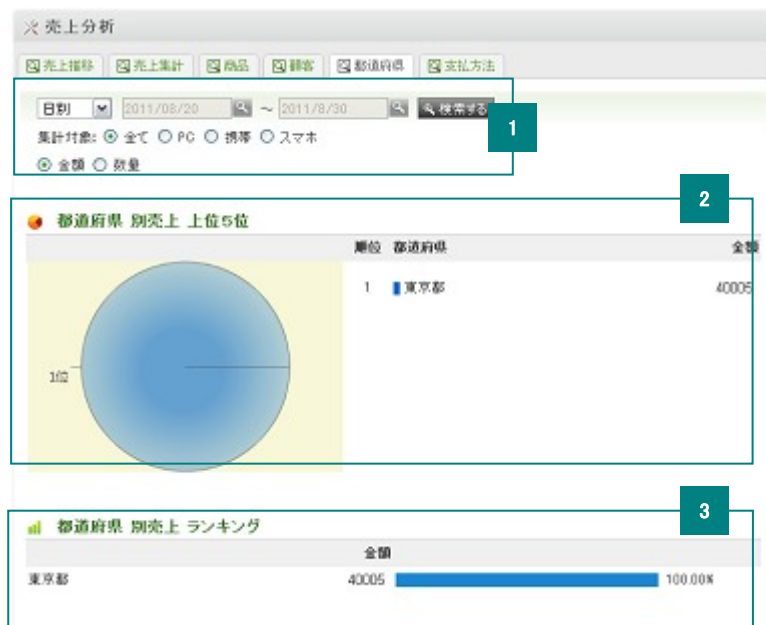 売上分析
売上推移 売上集計 商品 顧客 都道府県 支払方法
日別 2011/08/20 ～ 2011/8/30 検索する
1
集計対象: 全て PC 携帯 スマホ
金額 数量
2
都道府県 別売上 上位5位
順位 都道府県 金額
1 東京都 40005
1位
3
都道府県 別売上 ランキング
金額
東京都 40005 100.00%